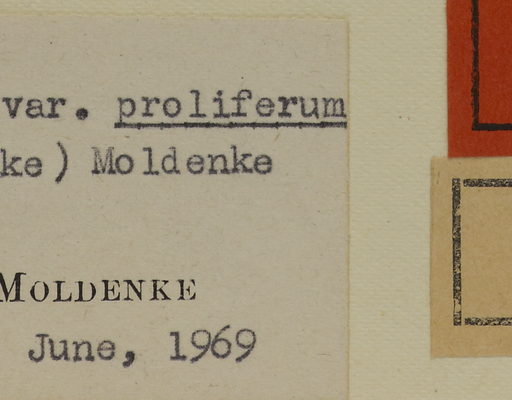 var. proliferum
ke) Moldenke
MOLDENKE
June, 1969